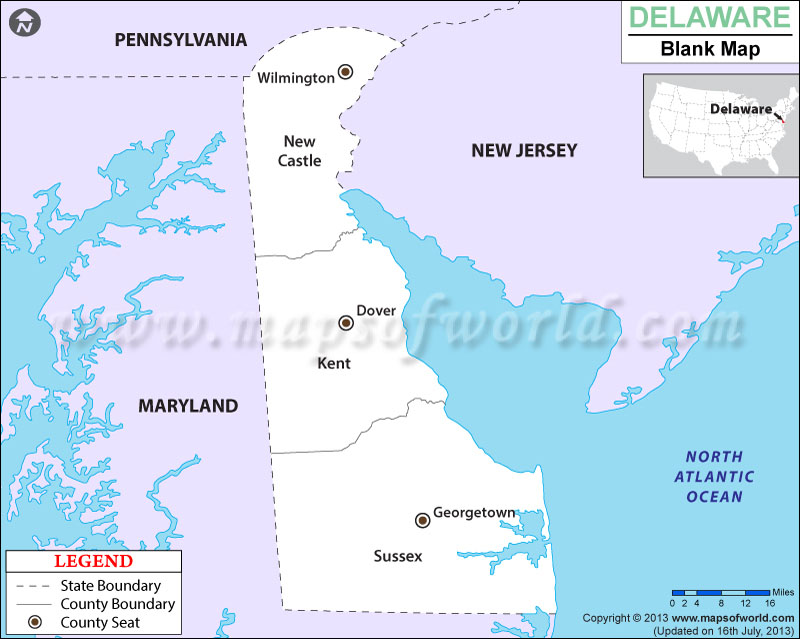 N
DELAWARE
Blank Map
PENNSYLVANIA
Wilmington
Delaware
New
Castle
NEW JERSEY
www.mapsofworld.com
Dover
Kent
MARYLAND
NORTH
ATLANTIC
OCEAN
Georgetown
Sussex
LEGEND
State Boundary
County Boundary
County Seat
Miles
0 2 4 8 12 16
Copyright © 2013 www.mapsofworld.com
(Updated on 16th July, 2013)